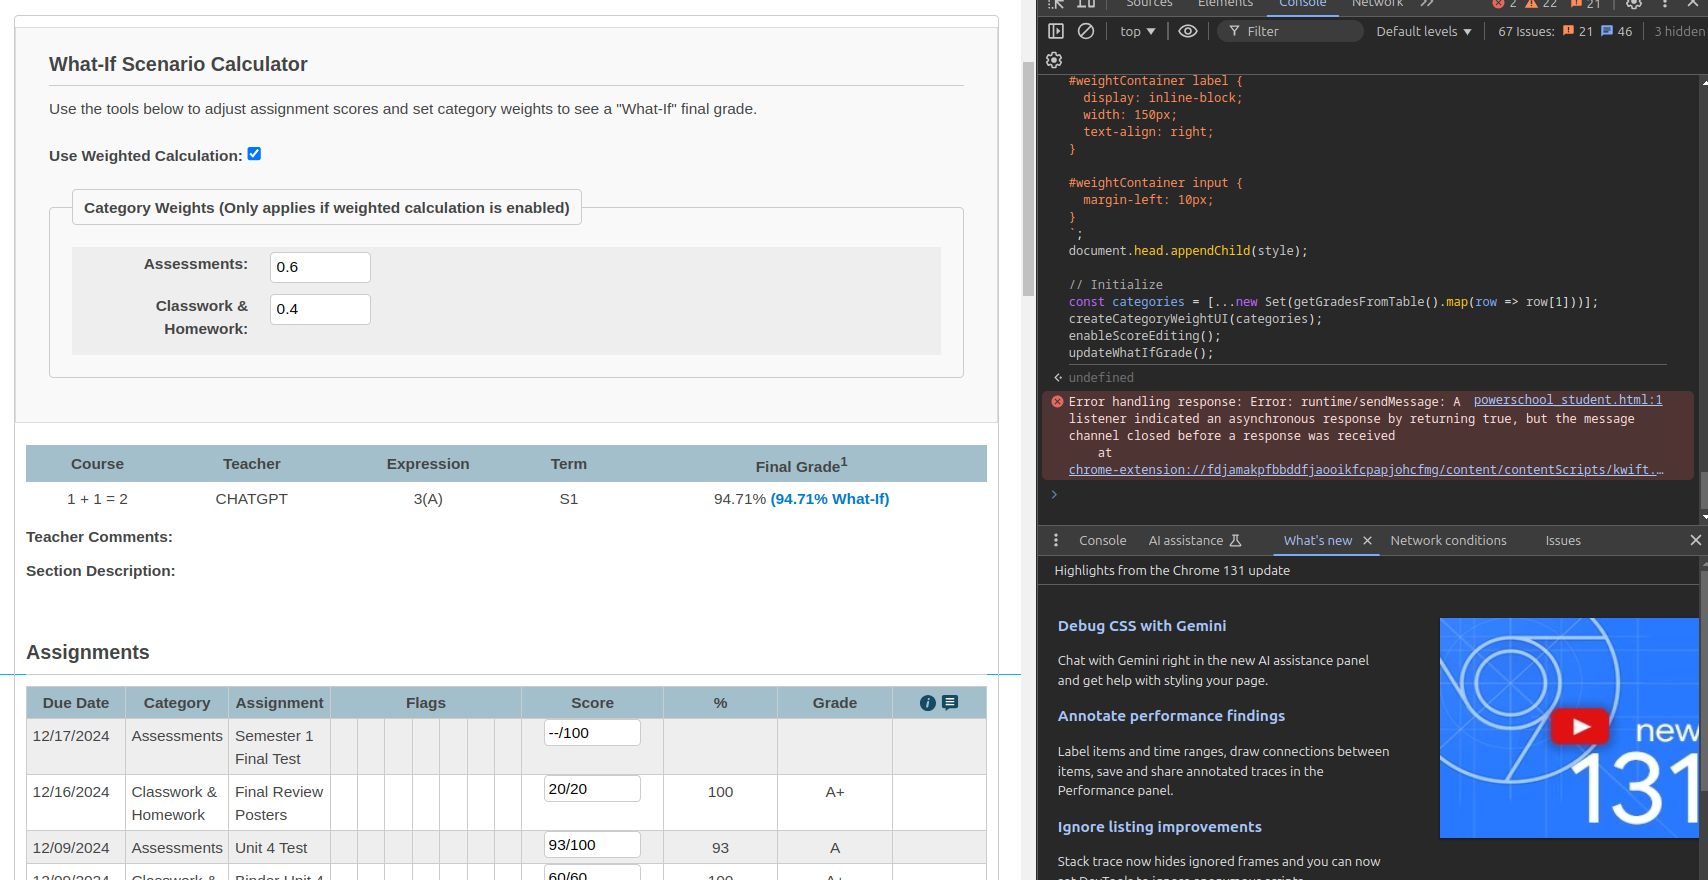 What-If Scenario Calculator
Use the tools below to adjust assignment scores and set category weights to see a "What-If" final grade.
Use Weighted Calculation:
Category Weights (Only applies if weighted calculation is enabled)
Assessments: 0.6
Classwork & Homework: 0.4
Course Teacher Expression Term Final Grade1
1 + 1 = 2 CHATGPT 3(A) S1 94.71% (94.71% What-If)
Teacher Comments:
Section Description:
Assignments
Due Date Category Assignment Flags Score % Grade
12/17/2024 Assessments Semester 1 Final Test --/100
12/16/2024 Classwork & Homework Final Review Posters 20/20 100 A+
12/09/2024 Assessments Unit 4 Test 93/100 93 A
12/09/2024 Classwork & Binder Unit 4 60/60 100 A+
Sources Elements Console Network 2 22 21
top Filter Default levels 67 Issues: 21 46 3 hidden
#weightContainer label {
display: inline-block;
width: 150px;
text-align: right;
}
#weightContainer input {
margin-left: 10px;
}
`;
document.head.appendChild(style);
// Initialize
const categories = [...new Set(getGradesFromTable().map(row => row[1]))];
createCategoryWeightUI(categories);
enableScoreEditing();
updateWhatIfGrade();
undefined
Error handling response: Error: runtime/sendMessage: A powerschool_student.html:1
listener indicated an asynchronous response by returning true, but the message
channel closed before a response was received
at
chrome-extension://fdjamakpfbbddfjaooikfcpapjohcfmg/content/contentScripts/kwift.…
Console AI assistance What's new Network conditions Issues
Highlights from the Chrome 131 update
Debug CSS with Gemini
Chat with Gemini right in the new AI assistance panel
and get help with styling your page.
Annotate performance findings
Label items and time ranges, draw connections between
items, save and share annotated traces in the
Performance panel.
Ignore listing improvements
Stack trace now hides ignored frames and you can now
set DevTools to ignore anonymous scripts
new
131